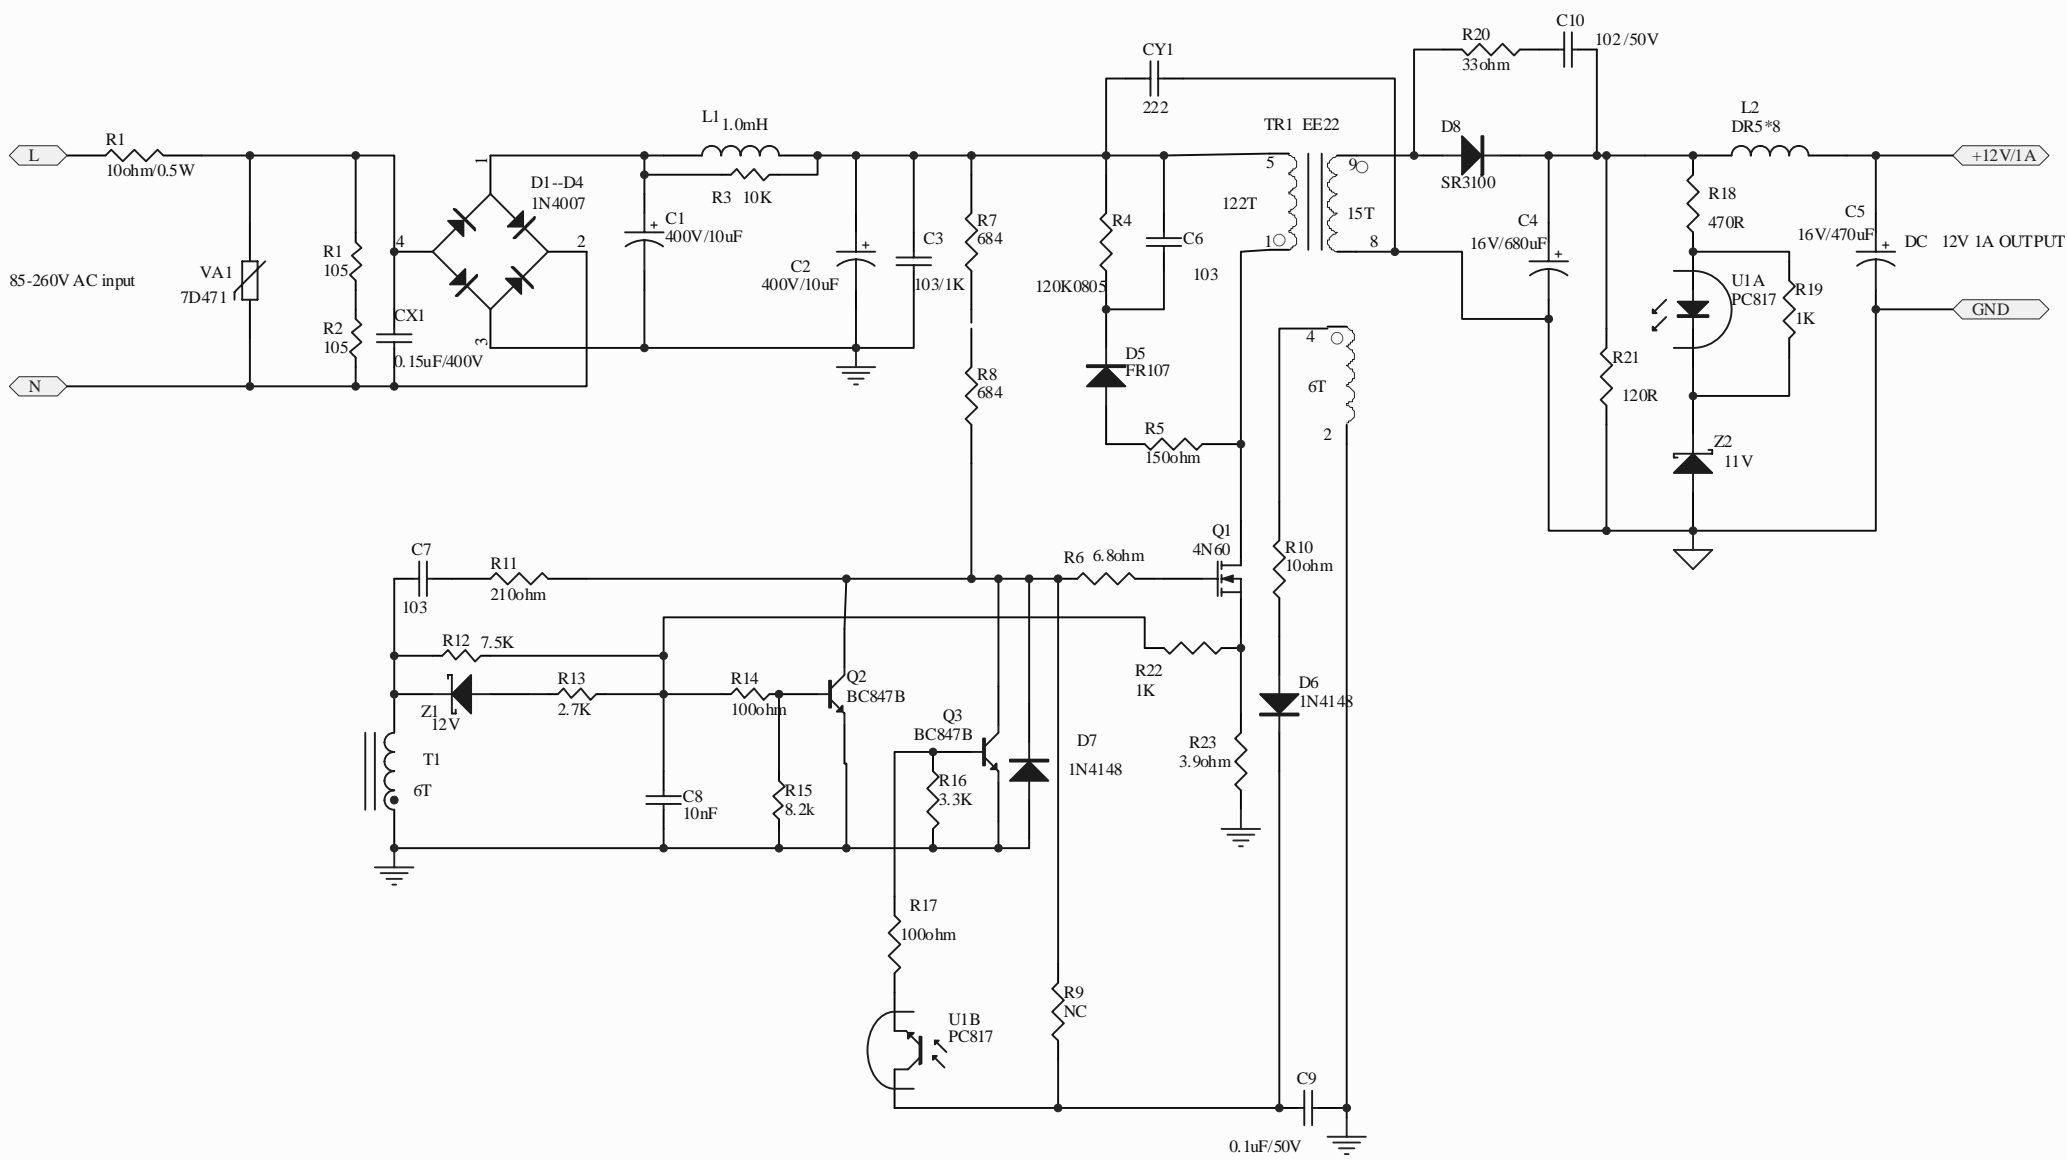 C10
R20
102/50V
CY1
33ohm
222
L2
L1
1.0mH
TR1 EE22
D8
DR5*8
R1
L
10ohm/0.5W
1
5
9
+12V/1A
D1--D4
1N4007
R3 10K
SR3100
R18
470R
122T
15T
C1
400V/10uF
R7
684
R4
C4
16V/680uF
C5
16V/470uF
4
2
C3
C6
1
8
DC 12V 1A OUTPUT
R1
105
VA1
7D471
C2
400V/10uF
103/1K
103
120K0805
85-260V AC input
U1A
PC817
R19
1K
CX1
R2
105
GND
3
4
0.15uF/400V
D5
FR107
R21
N
R8
684
6T
120R
R5
150ohm
2
Z2
11V
Q1
4N60
C7
R11
R6 6.8ohm
R10
10ohm
103
210ohm
R12 7.5K
R13
R14
Q2
BC847B
R22
1K
D6
1N4148
2.7K
100ohm
Z1
12V
Q3
BC847B
D7
1N4148
R23
3.9ohm
T1
6T
C8
10nF
R15
8.2k
R16
3.3K
R17
100ohm
R9
NC
U1B
PC817
C9
0.1uF/50V